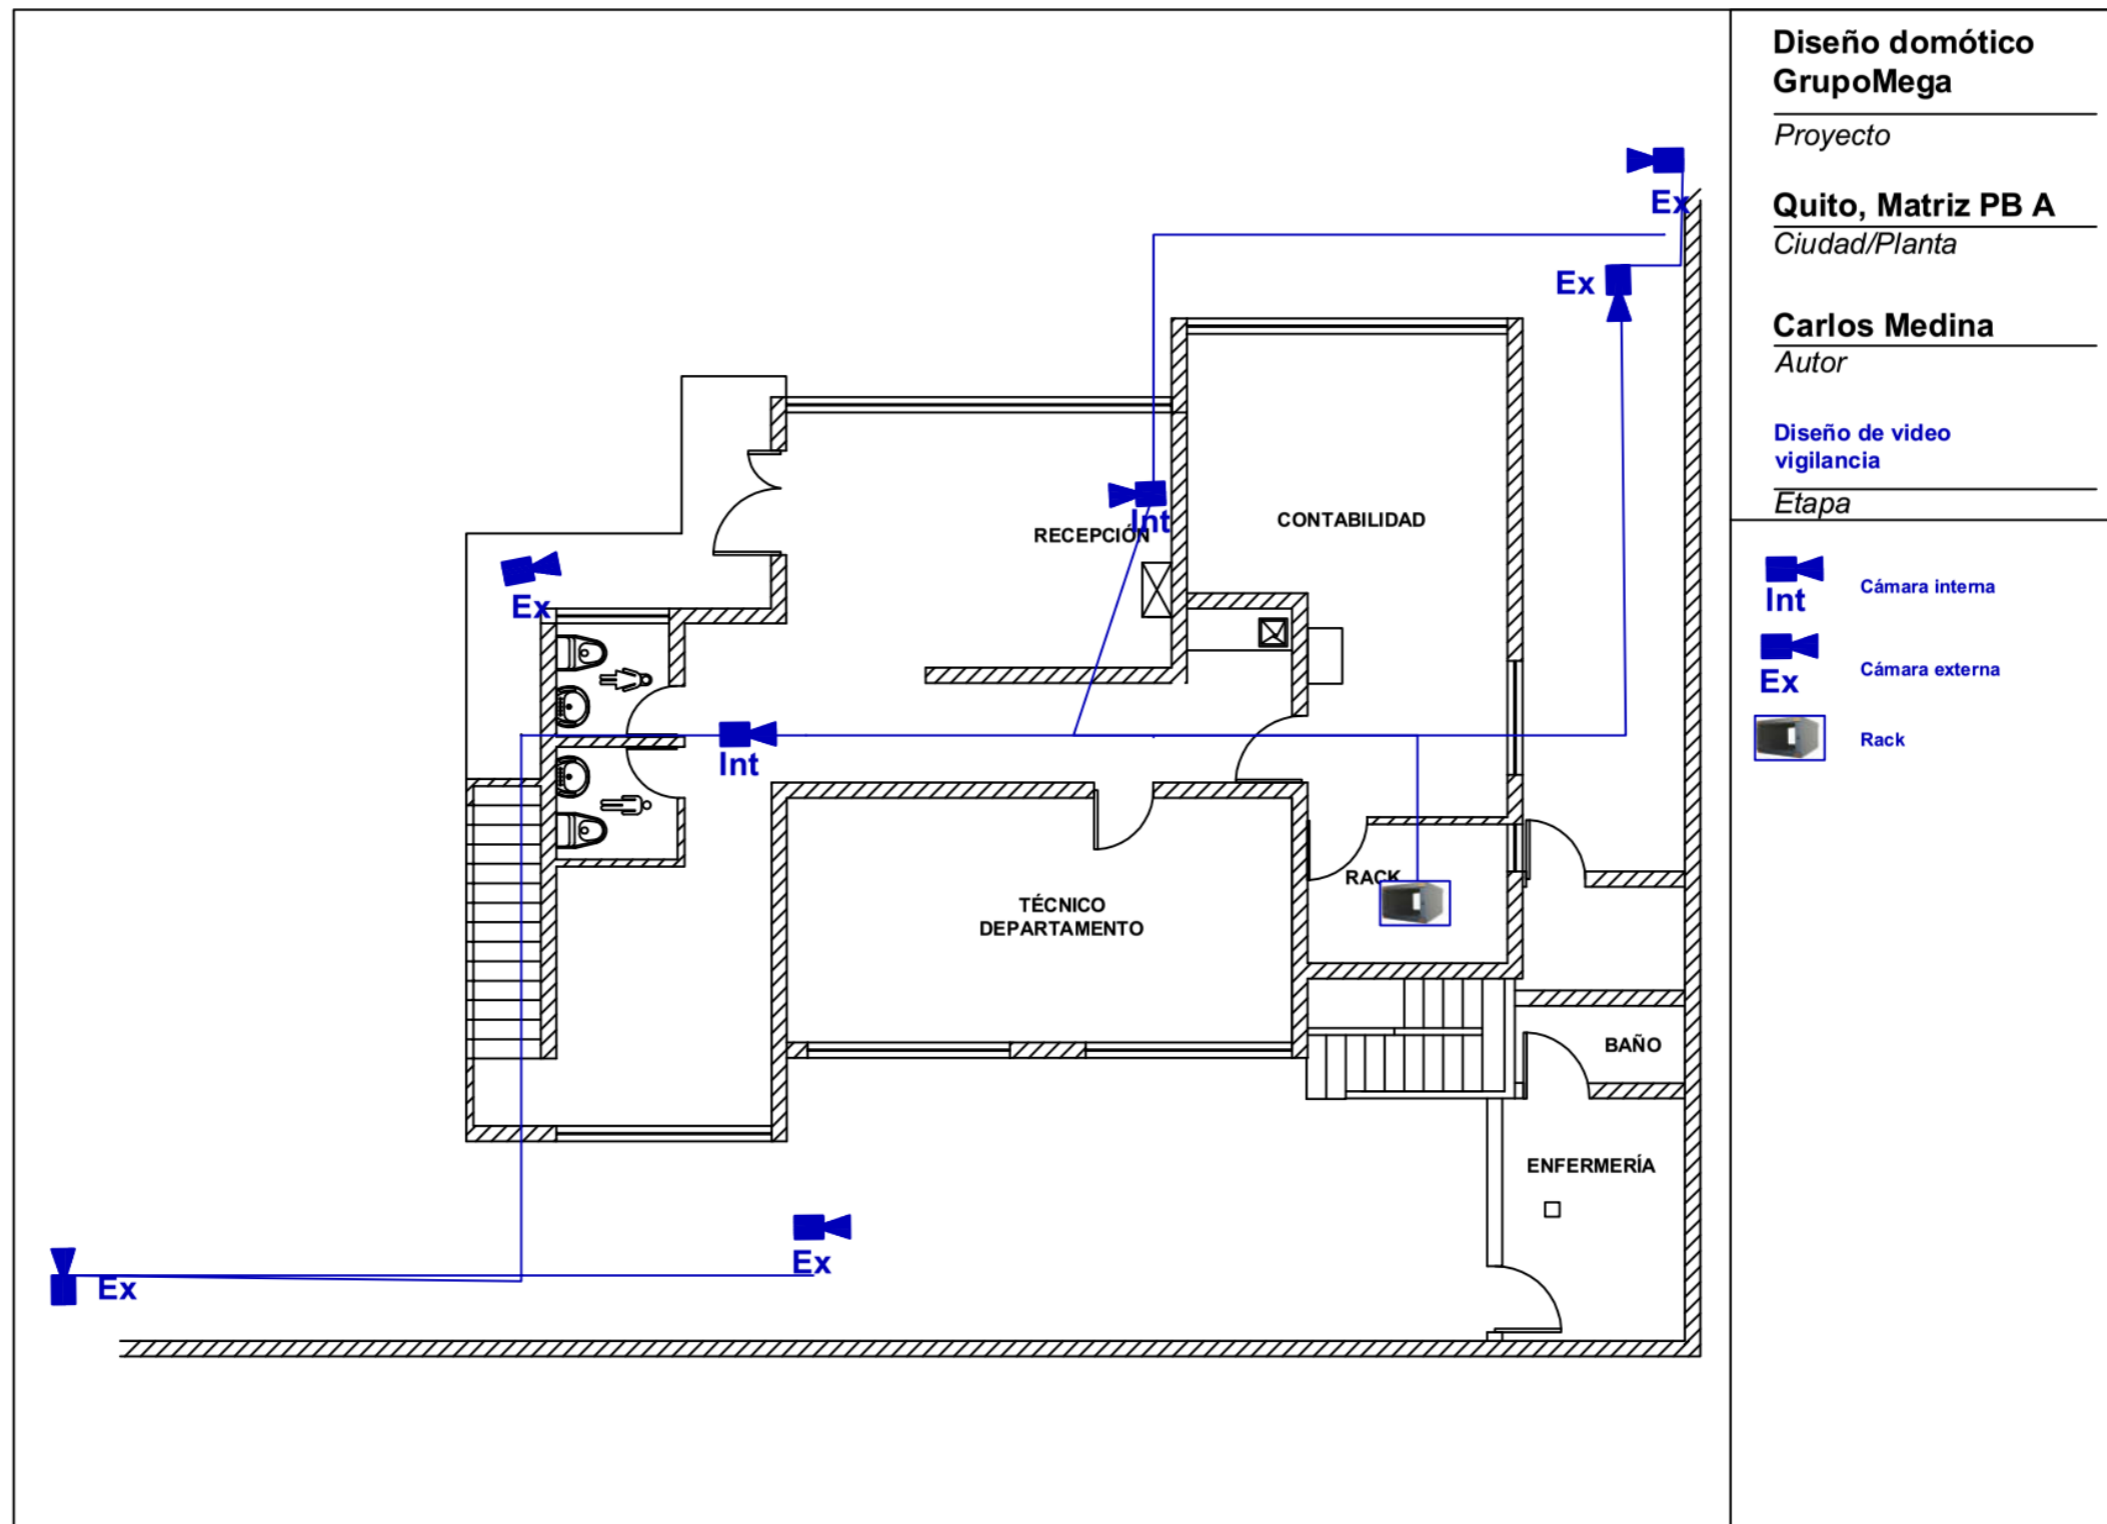 Diseño domótico
GrupoMega
Proyecto
Quito, Matriz PB A
Ciudad/Planta
Carlos Medina
Autor
Diseño de video
vigilancia
Etapa
Int
Cámara interna
Ex
Cámara externa
Rack
Ex
Ex
Int
RECEPCIÓN
CONTABILIDAD
Ex
Int
RACK
TÉCNICO
DEPARTAMENTO
BAÑO
ENFERMERÍA
Ex
Ex